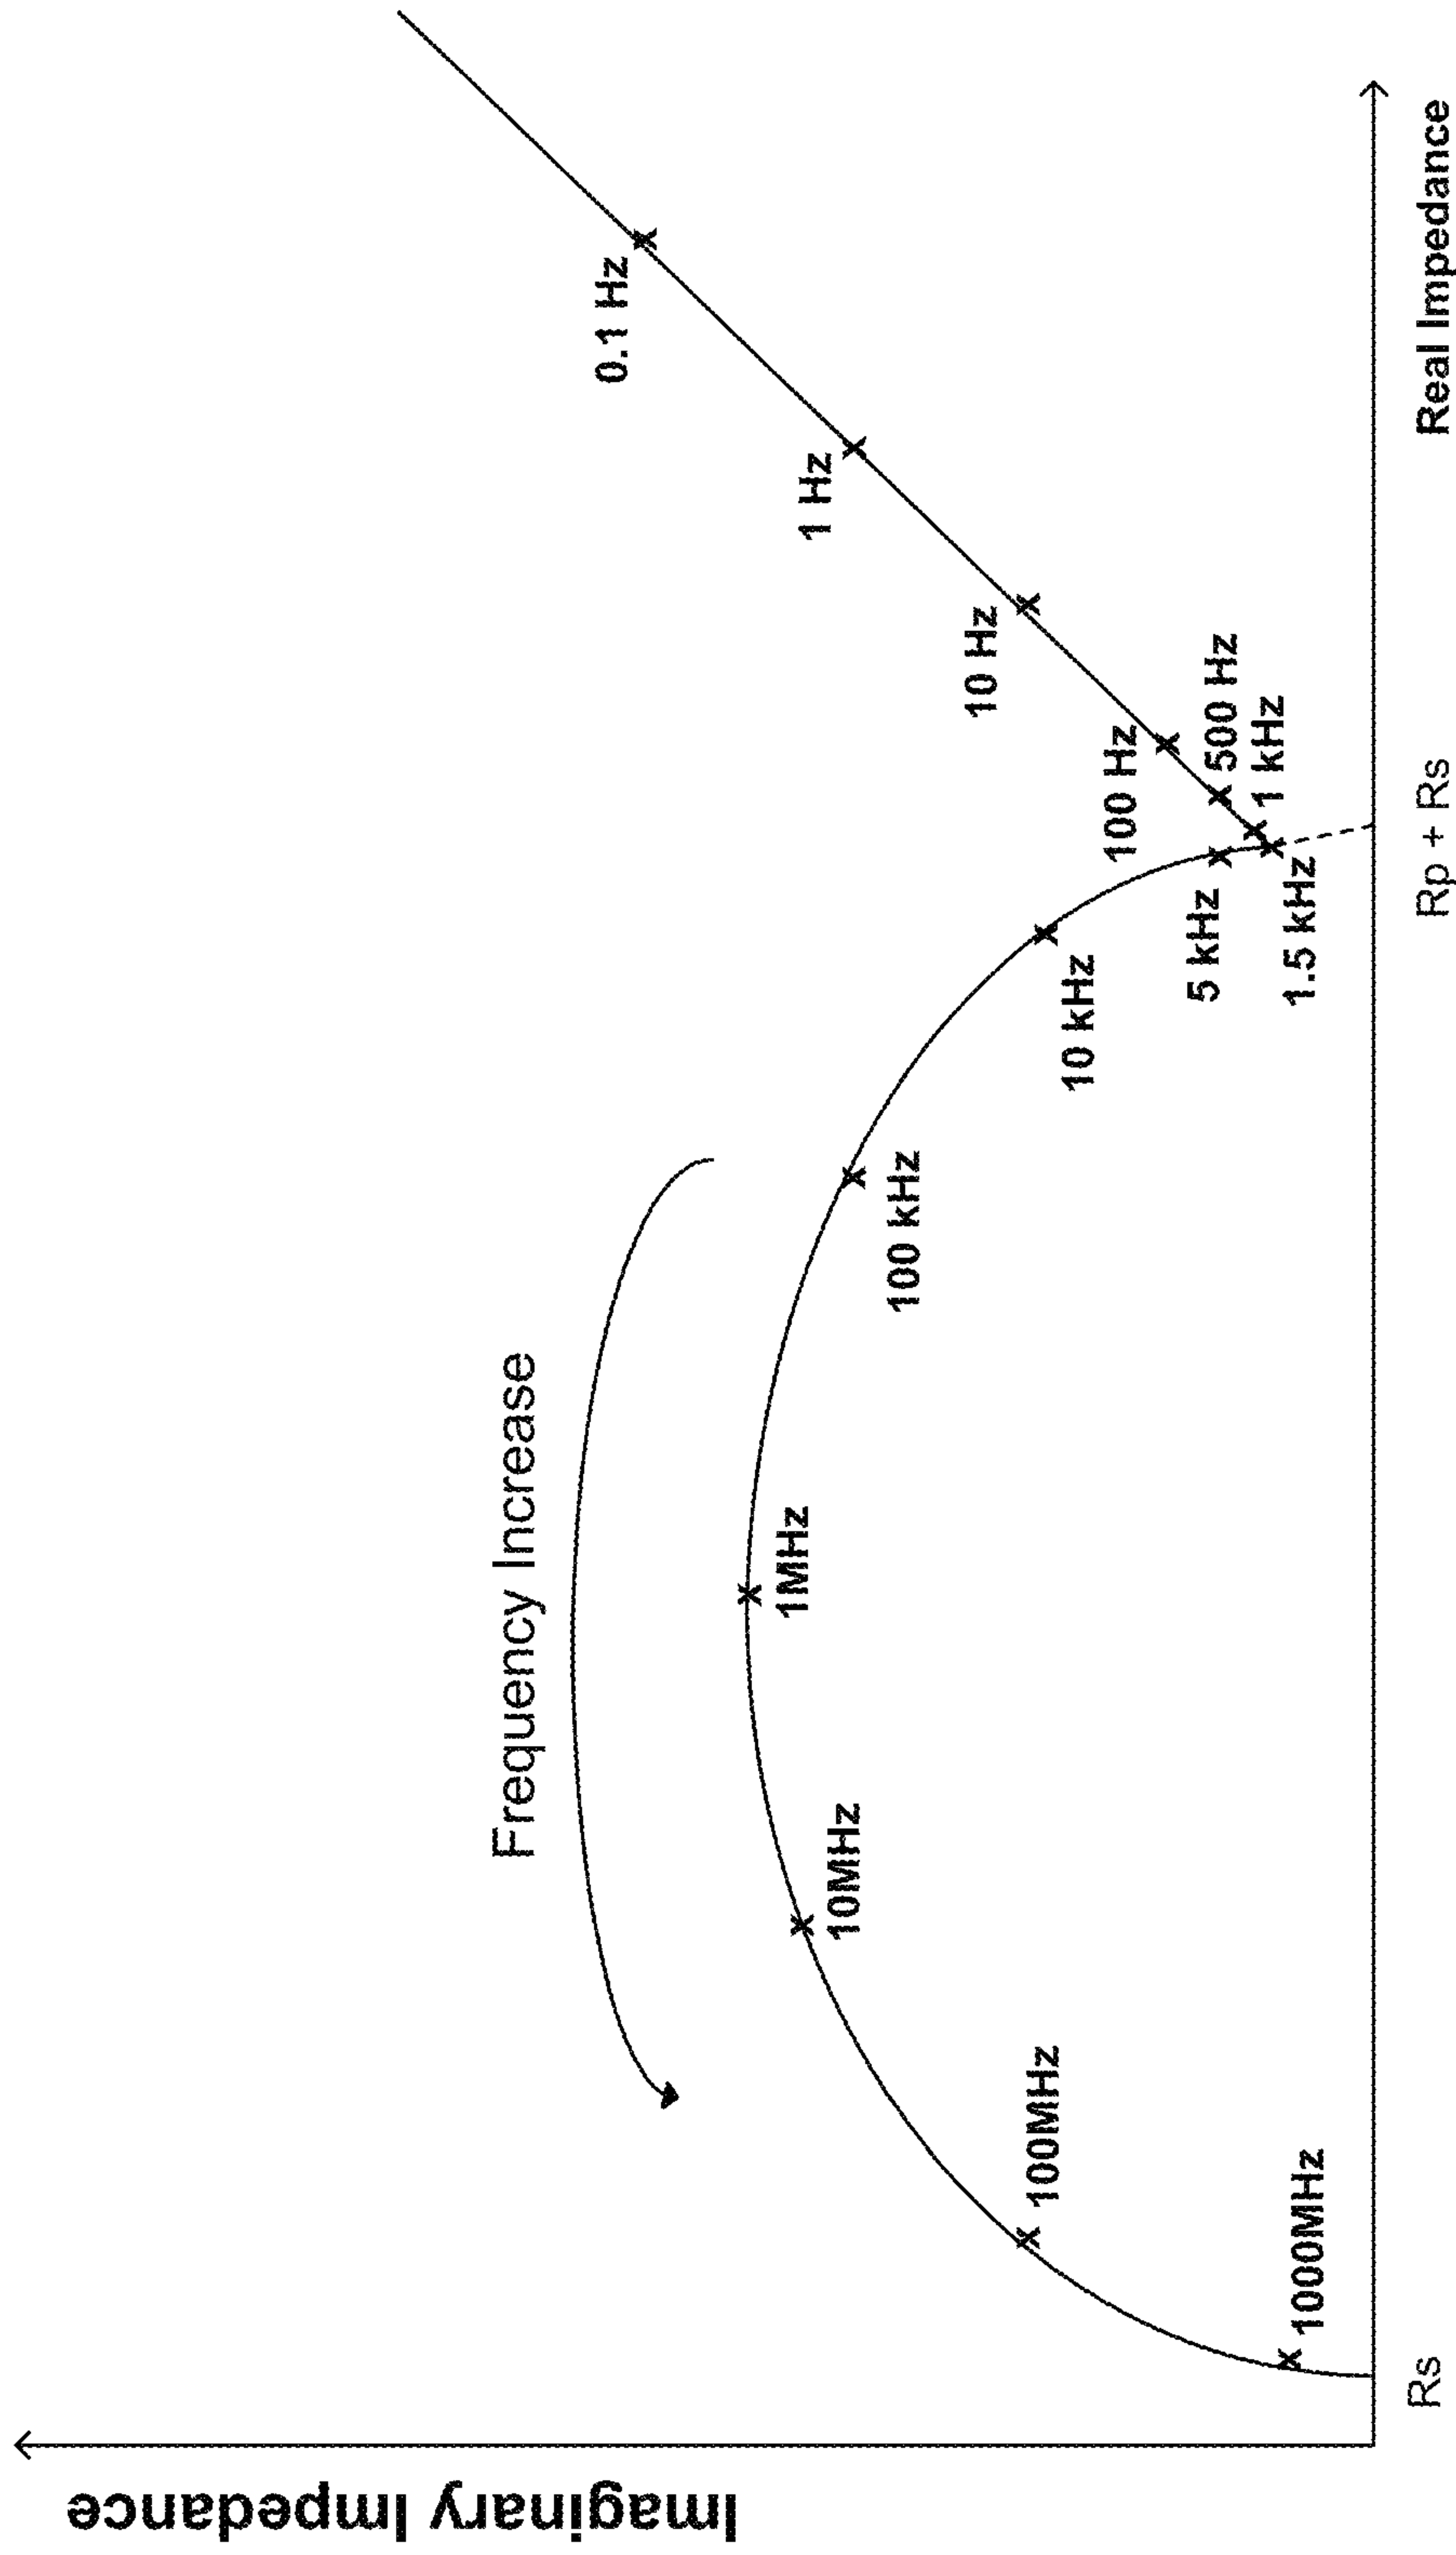 Imaginary Impedance
Frequency Increase
0.1 Hz
1 Hz
10 Hz
100 Hz
500 Hz
1 kHz
1.5 kHz
5 kHz
10 kHz
100 kHz
1MHz
10MHz
100MHz
1000MHz
Rs
Rp + Rs
Real Impedance